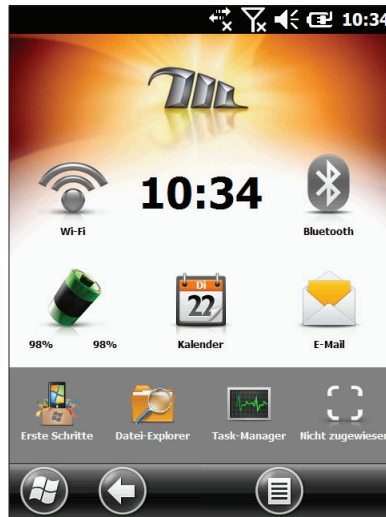 10:34
10:34
Wi-Fi
Bluetooth
Di
22
98% 98%
Kalender
E-Mail
Erste Schritte
Datei-Explorer
Task-Manager
Nicht zugewiesen